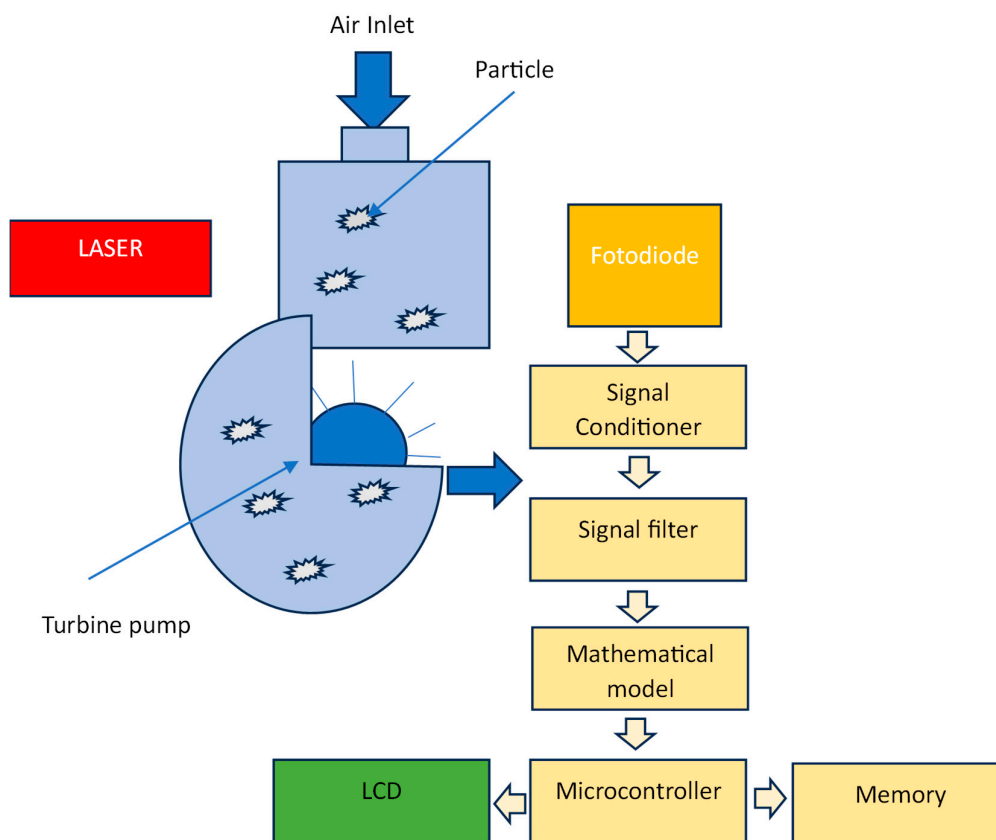 Air Inlet
Particle
LASER
Fotodiode
Signal
Conditioner
Signal filter
Turbine pump
Mathematical
model
LCD
Microcontroller
Memory